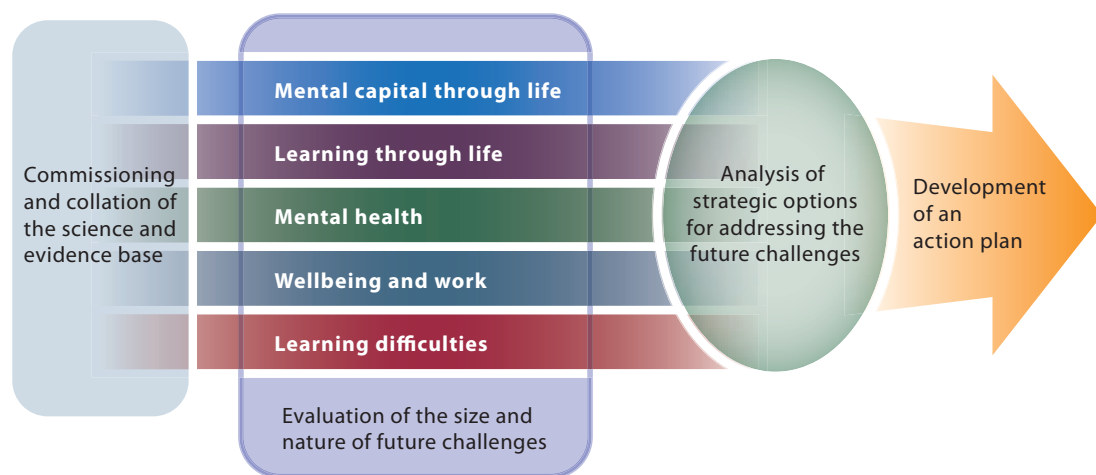 Commissioning
and collation of
the science and
evidence base
Mental capital through life
Learning through life
Mental health
Wellbeing and work
Learning difficulties
Evaluation of the size and
nature of future challenges
Analysis of
strategic options
for addressing the
future challenges
Development
of an
action plan